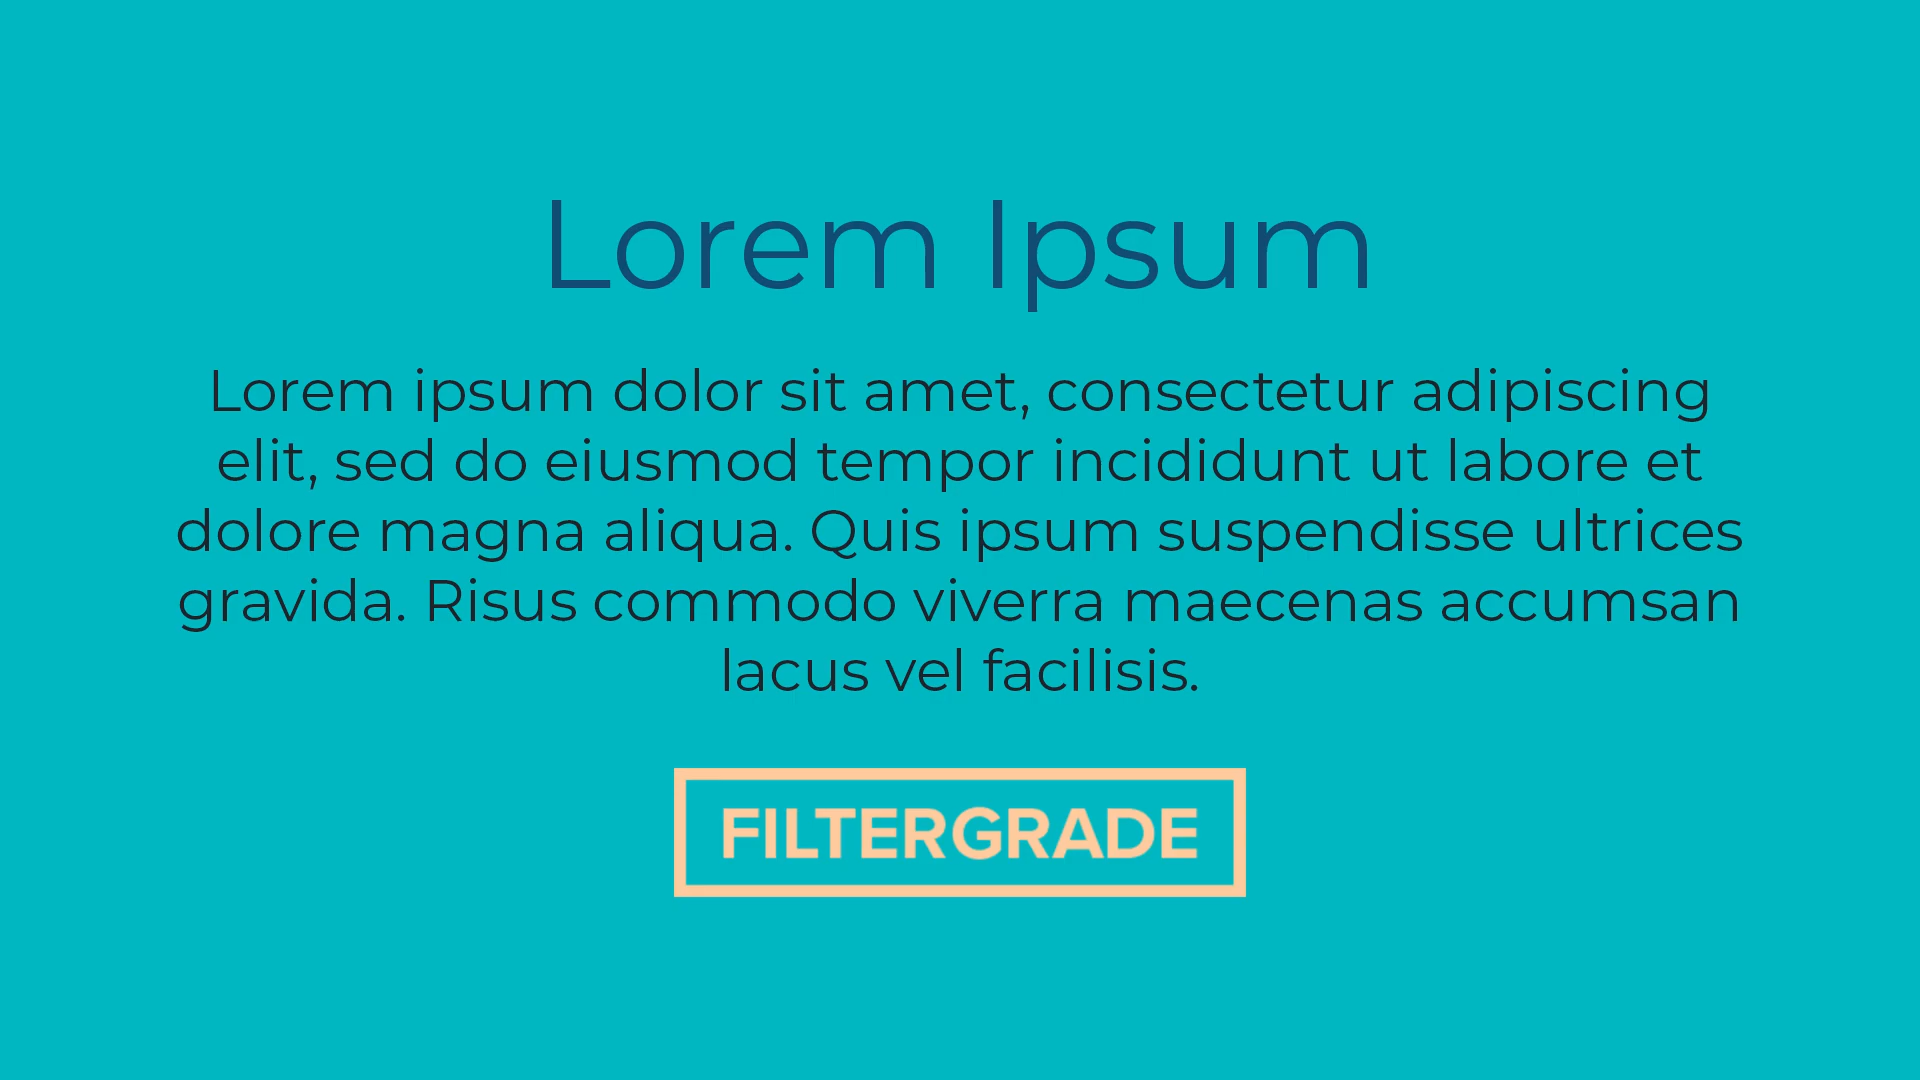 Lorem Ipsum
Lorem ipsum dolor sit amet, consectetur adipiscing
elit, sed do eiusmod tempor incididunt ut labore et
dolore magna aliqua. Quis ipsum suspendisse ultrices
gravida. Risus commodo viverra maecenas accumsan
lacus vel facilisis.
FILTERGRADE